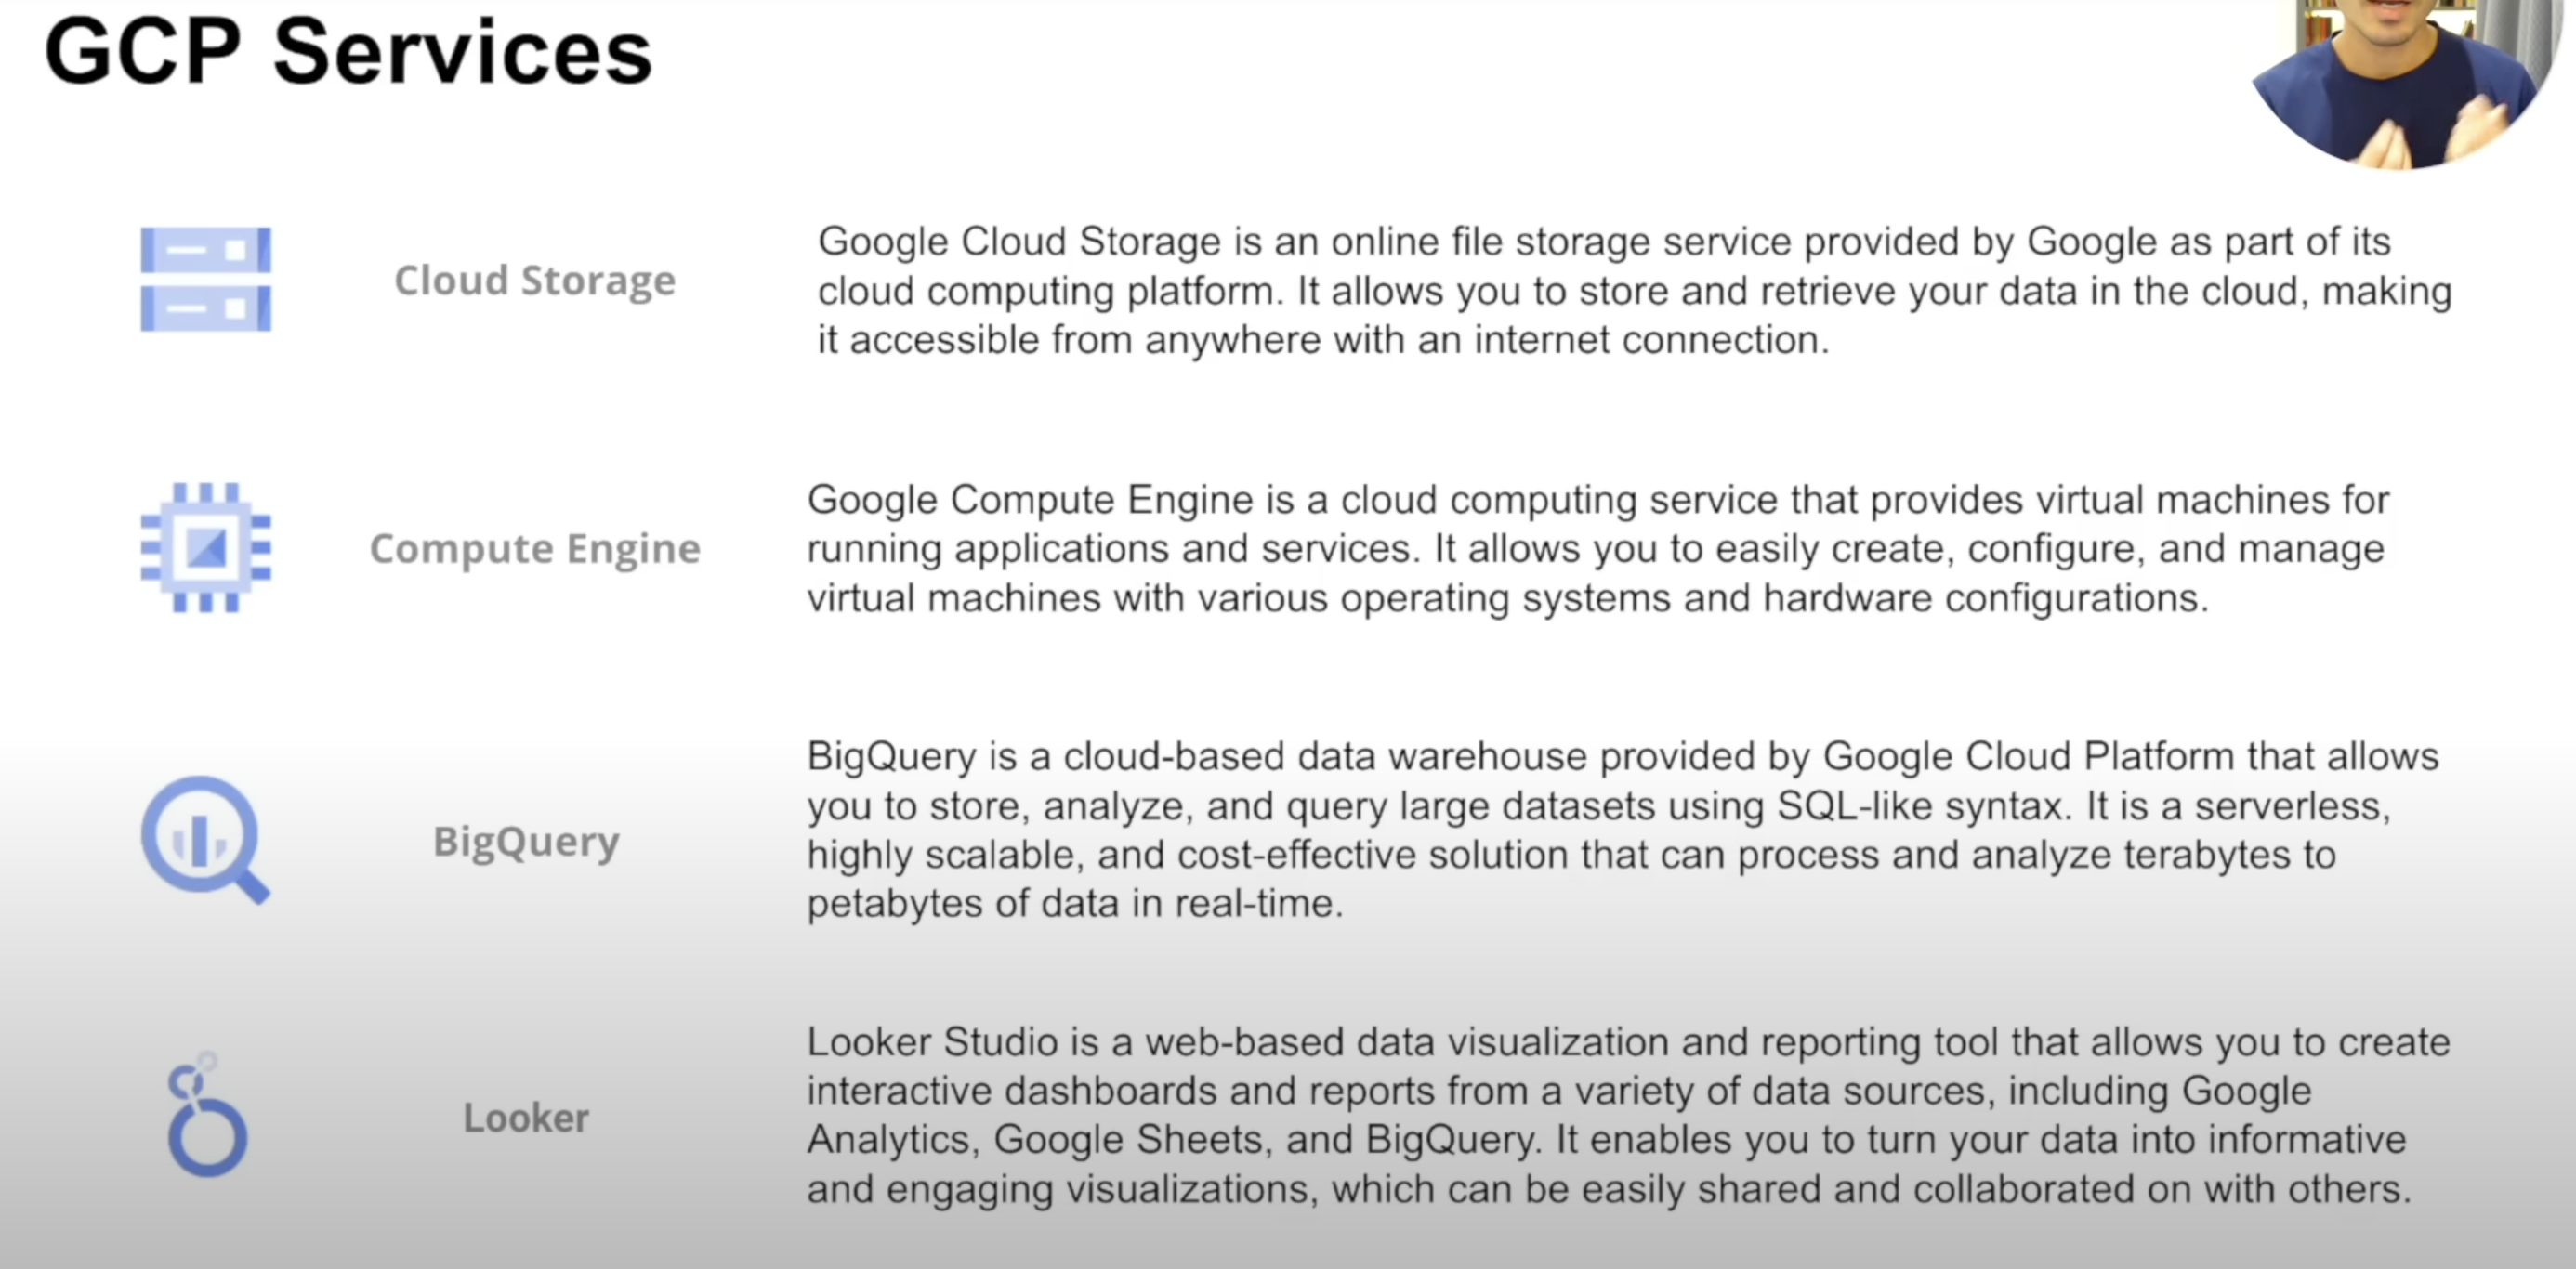 GCP Services
Cloud Storage
Google Cloud Storage is an online file storage service provided by Google as part of its
cloud computing platform. It allows you to store and retrieve your data in the cloud, making
it accessible from anywhere with an internet connection.
Compute Engine
Google Compute Engine is a cloud computing service that provides virtual machines for
running applications and services. It allows you to easily create, configure, and manage
virtual machines with various operating systems and hardware configurations.
BigQuery
BigQuery is a cloud-based data warehouse provided by Google Cloud Platform that allows
you to store, analyze, and query large datasets using SQL-like syntax. It is a serverless,
highly scalable, and cost-effective solution that can process and analyze terabytes to
petabytes of data in real-time.
Looker
Looker Studio is a web-based data visualization and reporting tool that allows you to create
interactive dashboards and reports from a variety of data sources, including Google
Analytics, Google Sheets, and BigQuery. It enables you to turn your data into informative
and engaging visualizations, which can be easily shared and collaborated on with others.